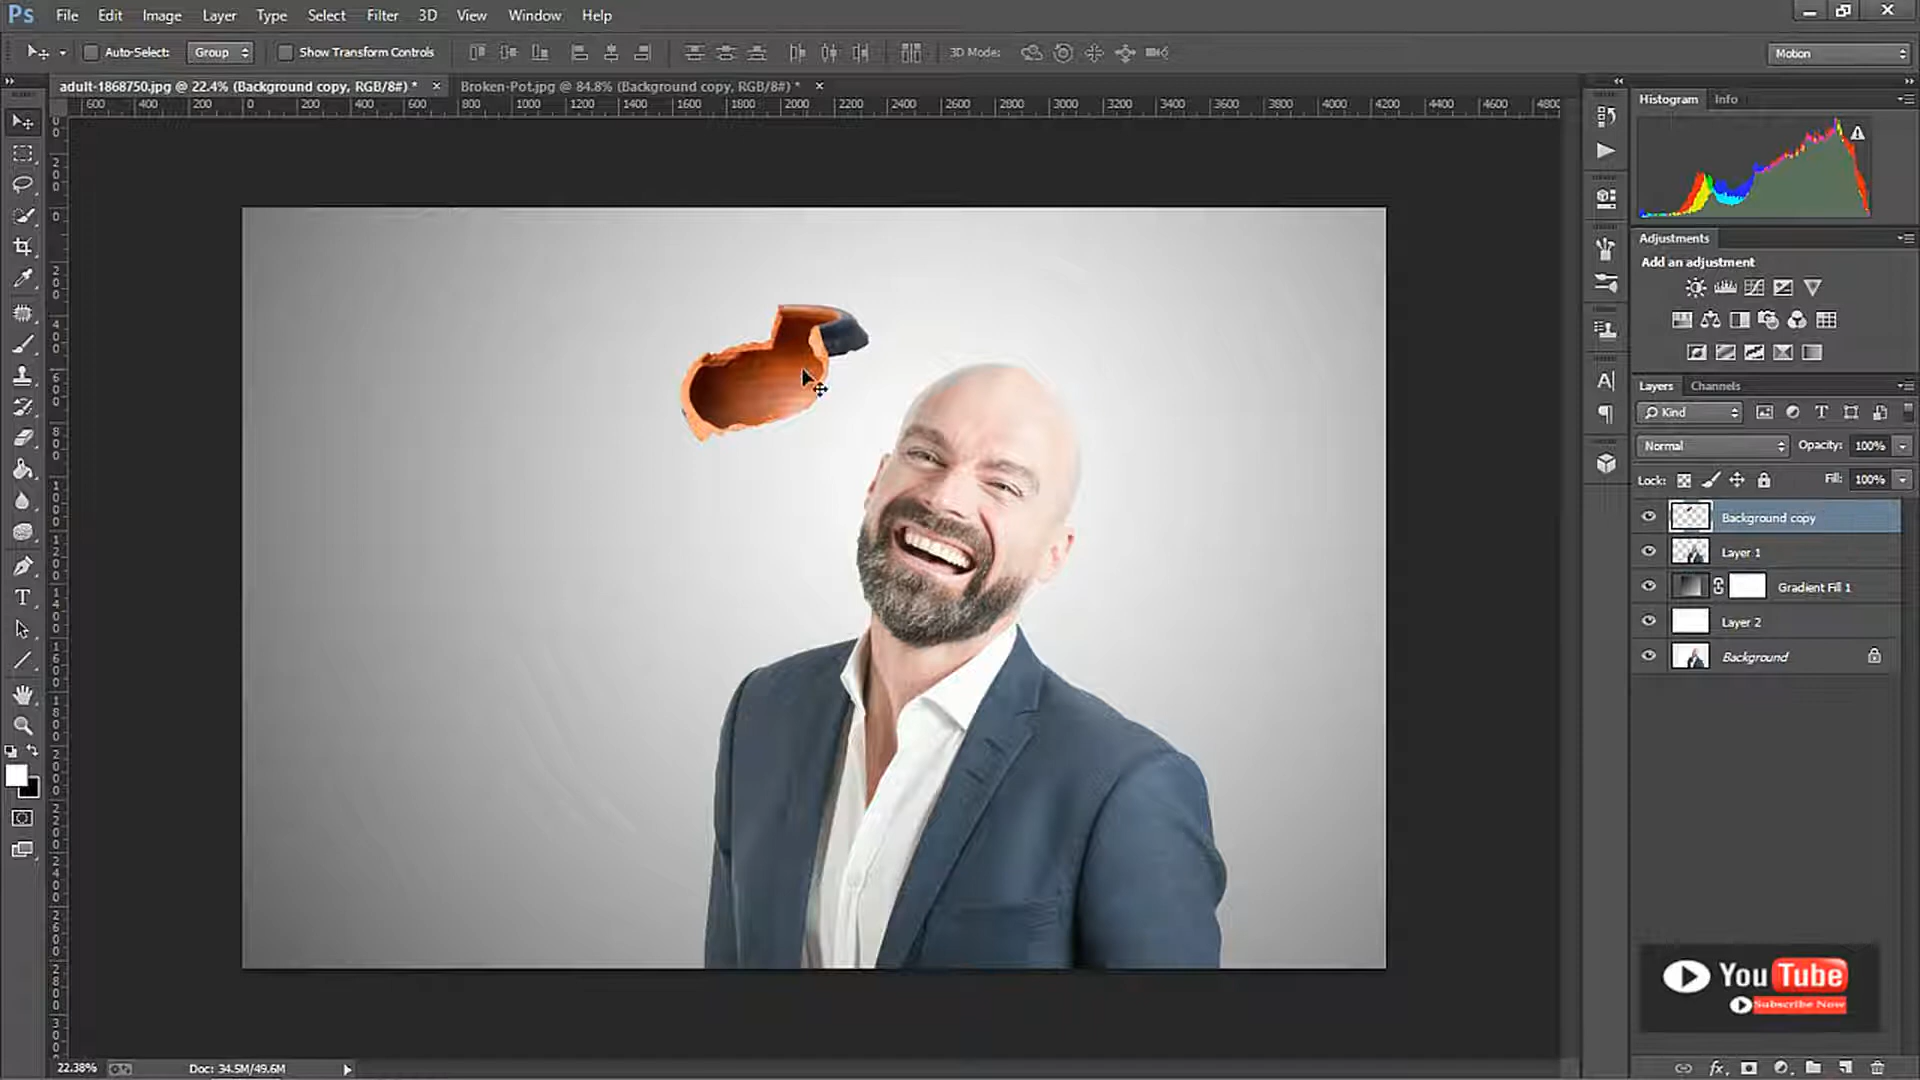 Ps File Edit Image Layer Type Select Filter 3D View Window Help
Auto-Select: Group Show Transform Controls 3D Mode: Motion
adult-1868750.jpg @ 22.4% (Background copy, RGB/8#) * × Broken-Pot.jpg @ 84.8% (Background copy, RGB/8#) * ×
600 400 200 0 200 400 600 800 1000 1200 1400 1600 1800 2000 2200 2400 2600 2800 3000 3200 3400 3600 3800 4000 4200 4400 4600 4800
Histogram Info
Adjustments
Add an adjustment
Layers Channels
Kind
Normal Opacity: 100%
Lock: Fill: 100%
Background copy
Layer 1
Gradient Fill 1
Layer 2
Background
You Tube
Subscribe Now
22.38% Doc: 34.5M/49.6M